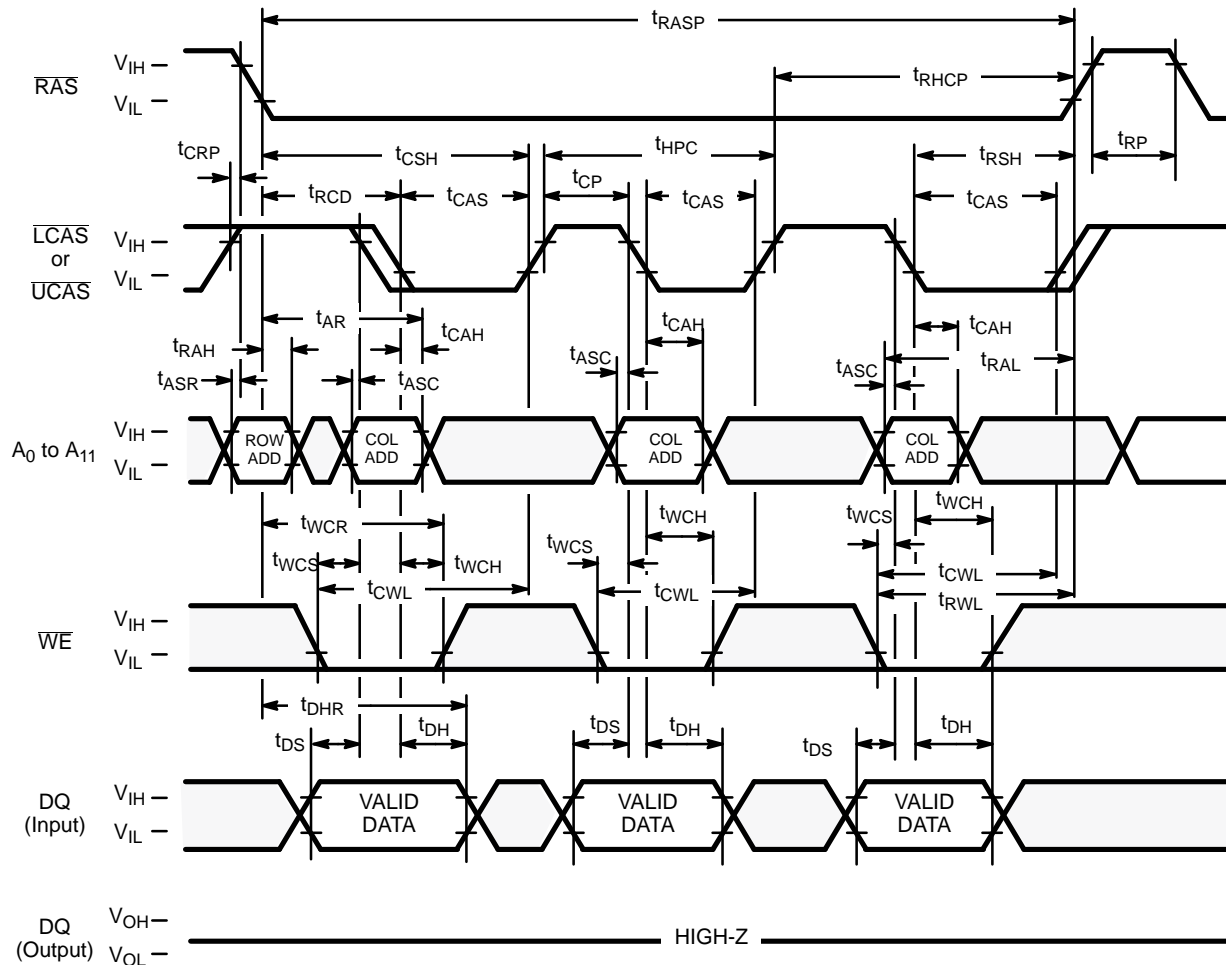 tRASP
RAS
VIH
VIL
tRHCP
tCRP
tCSH
tHPC
tRSH
tRP
tRCD
tCAS
tCP
tCAS
tCAS
LCAS
or
UCAS
VIH
VIL
tAR
tCAH
tCAH
tCAH
tRAH
tASR
tASC
tASC
tASC
tRAL
A0 to A11
VIH
VIL
ROW
ADD
COL
ADD
COL
ADD
COL
ADD
tWCR
tWCH
tWCS
tWCH
tWCS
tWCH
tWCS
tCWL
tCWL
tCWL
tRWL
WE
VIH
VIL
tDHR
tDS
tDH
tDS
tDH
tDS
tDH
DQ
(Input)
VIH
VIL
VALID
DATA
VALID
DATA
VALID
DATA
DQ
(Output)
VOH
VOL
HIGH-Z